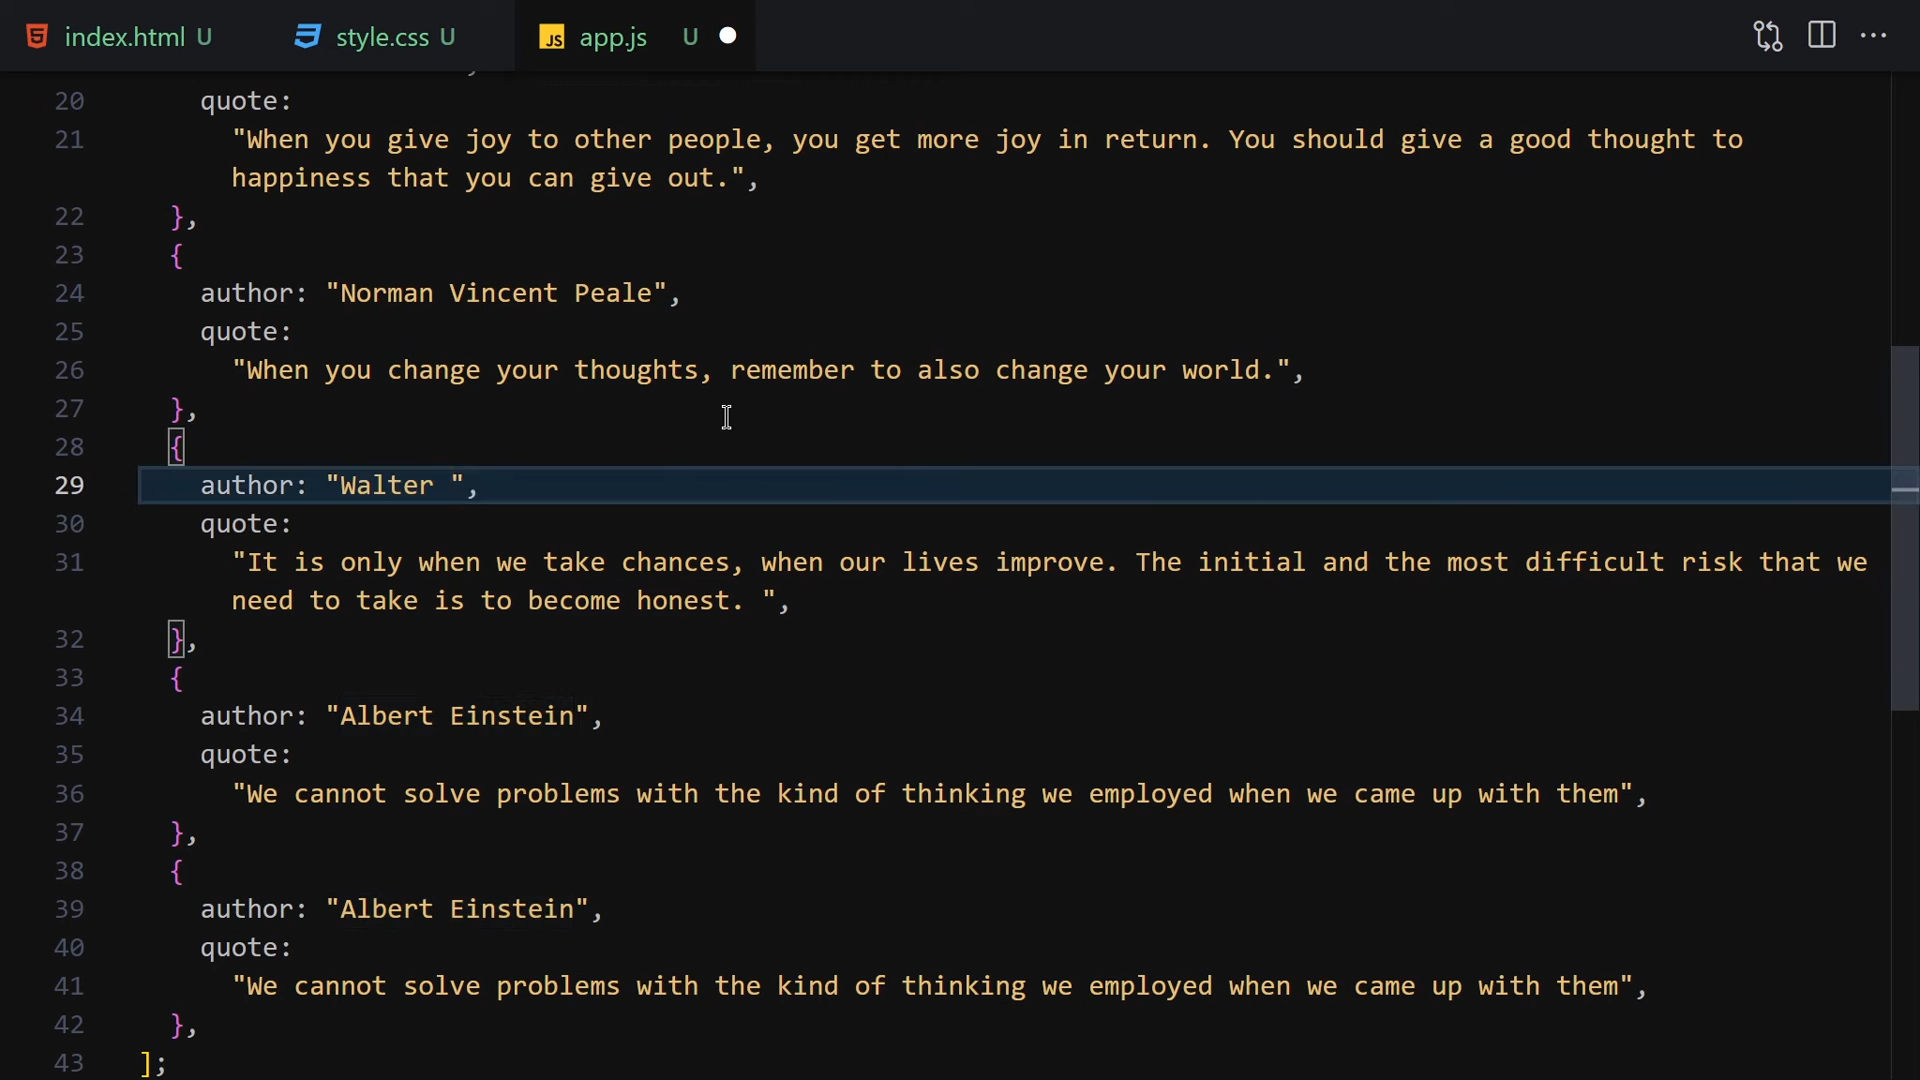 index.html U style.css U JS app.js U
20 quote:
21 "When you give joy to other people, you get more joy in return. You should give a good thought to
happiness that you can give out.",
22 },
23 {
24 author: "Norman Vincent Peale",
25 quote:
26 "When you change your thoughts, remember to also change your world.",
27 },
28 {
29 author: "Walter ",
30 quote:
31 "It is only when we take chances, when our lives improve. The initial and the most difficult risk that we
need to take is to become honest. ",
32 },
33 {
34 author: "Albert Einstein",
35 quote:
36 "We cannot solve problems with the kind of thinking we employed when we came up with them",
37 },
38 {
39 author: "Albert Einstein",
40 quote:
41 "We cannot solve problems with the kind of thinking we employed when we came up with them",
42 },
43 ];